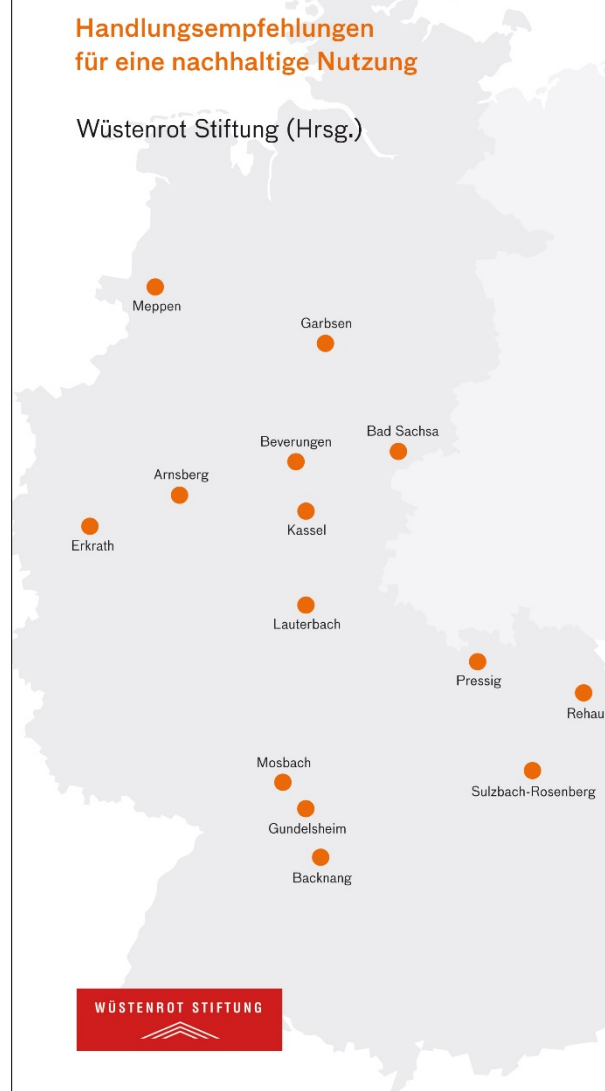 Handlungsempfehlungen
für eine nachhaltige Nutzung
Wüstenrot Stiftung (Hrsg.)
Meppen
Garbsen
Bad Sachsa
Beverungen
Arnsberg
Kassel
Erkrath
Lauterbach
Pressig
Rehau
Mosbach
Sulzbach-Rosenberg
Gundelsheim
Backnang
WÜSTENROT STIFTUNG